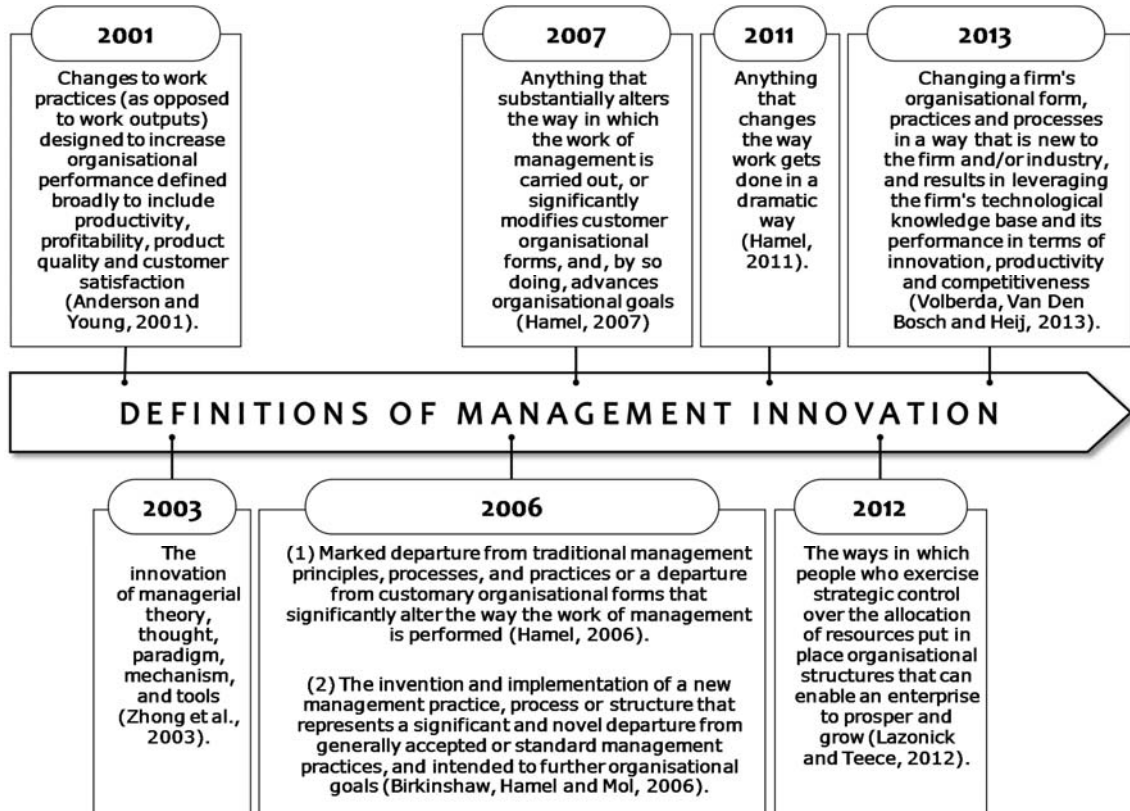 2001
Changes to work
practices (as opposed
to work outputs)
designed to increase
organisational
performance defined
broadly to include
productivity,
profitability, product
quality and customer
satisfaction
(Anderson and
Young, 2001).
2007
Anything that
substantially alters
the way in which
the work of
management is
carried out, or
significantly
modifies customer
organisational
forms, and, by so
doing, advances
organisational goals
(Hamel, 2007)
2011
Anything
that
changes
the way
work gets
done in a
dramatic
way
(Hamel,
2011).
2013
Changing a firm's
organisational form,
practices and processes
in a way that is new to
the firm and/or industry,
and results in leveraging
the firm's technological
knowledge base and its
performance in terms of
innovation, productivity
and competitiveness
(Volberda, Van Den
Bosch and Heij, 2013).
DEFINITIONS OF MANAGEMENT INNOVATION
2003
The
innovation
of managerial
theory,
thought,
paradigm,
mechanism,
and tools
(Zhong et al.,
2003).
2006
(1) Marked departure from traditional management
principles, processes, and practices or a departure
from customary organisational forms that
significantly alter the way the work of management
is performed (Hamel, 2006).
(2) The invention and implementation of a new
management practice, process or structure that
represents a significant and novel departure from
generally accepted or standard management
practices, and intended to further organisational
goals (Birkinshaw, Hamel and Mol, 2006).
2012
The ways in which
people who exercise
strategic control
over the allocation
of resources put in
place organisational
structures that can
enable an enterprise
to prosper and
grow (Lazonick
and Teece, 2012).